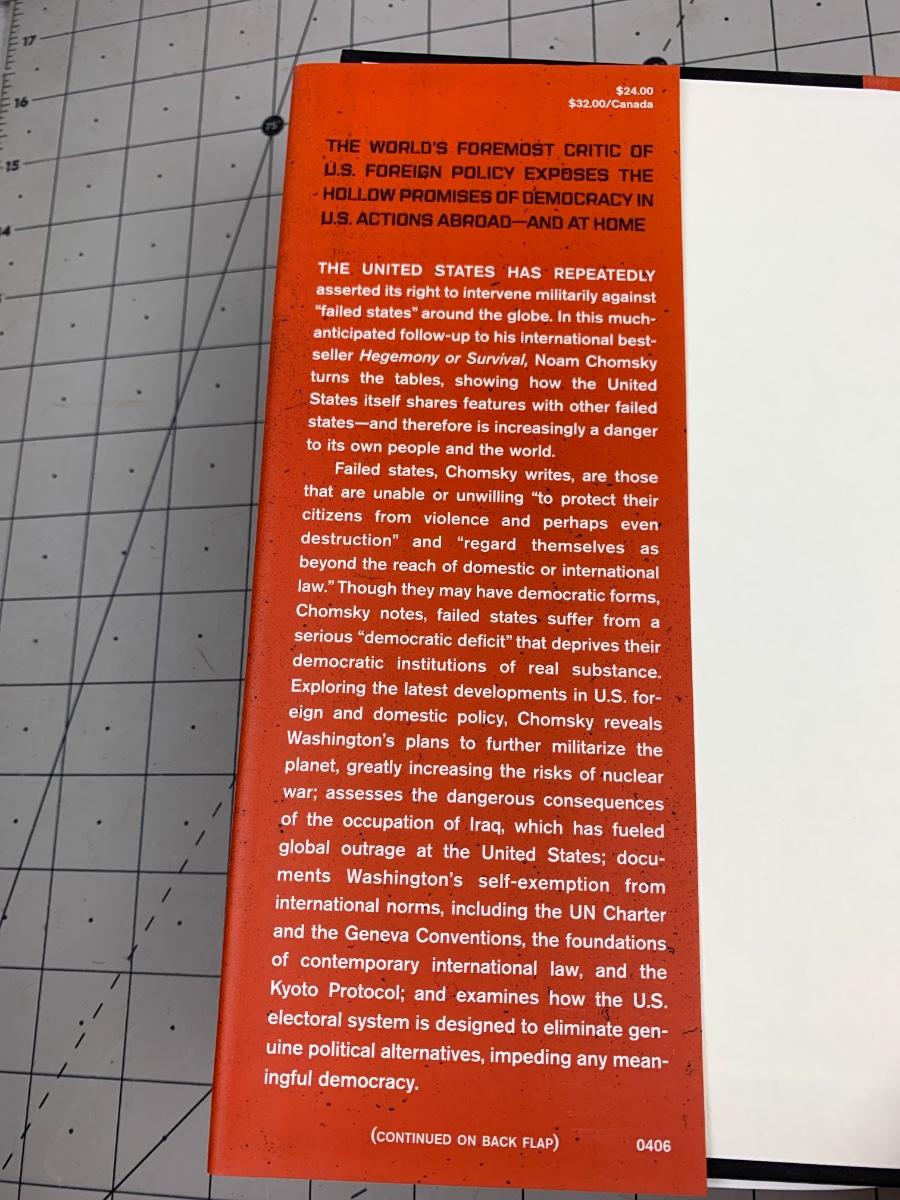 17
16
15
14
75°
$24.00
$32.00/Canada
THE WORLD'S FOREMOST CRITIC OF
U.S. FOREIGN POLICY EXPOSES THE
HOLLOW PROMISES OF DEMOCRACY IN
U.S. ACTIONS ABROAD—AND AT HOME
THE UNITED STATES HAS REPEATEDLY
asserted its right to intervene militarily against
“failed states” around the globe. In this much-
anticipated follow-up to his international best-
seller Hegemony or Survival, Noam Chomsky
turns the tables, showing how the United
States itself shares features with other failed
states—and therefore is increasingly a danger
to its own people and the world.
Failed states, Chomsky writes, are those
that are unable or unwilling “to protect their
citizens from violence and perhaps even
destruction” and “regard themselves as
beyond the reach of domestic or international
law.” Though they may have democratic forms,
Chomsky notes, failed states suffer from a
serious “democratic deficit” that deprives their
democratic institutions of real substance.
Exploring the latest developments in U.S. for-
eign and domestic policy, Chomsky reveals
Washington’s plans to further militarize the
planet, greatly increasing the risks of nuclear
war; assesses the dangerous consequences
of the occupation of Iraq, which has fueled
global outrage at the United States; docu-
ments Washington’s self-exemption from
international norms, including the UN Charter
and the Geneva Conventions, the foundations
of contemporary international law, and the
Kyoto Protocol; and examines how the U.S.
electoral system is designed to eliminate gen-
uine political alternatives, impeding any mean-
ingful democracy.
(CONTINUED ON BACK FLAP)
0406